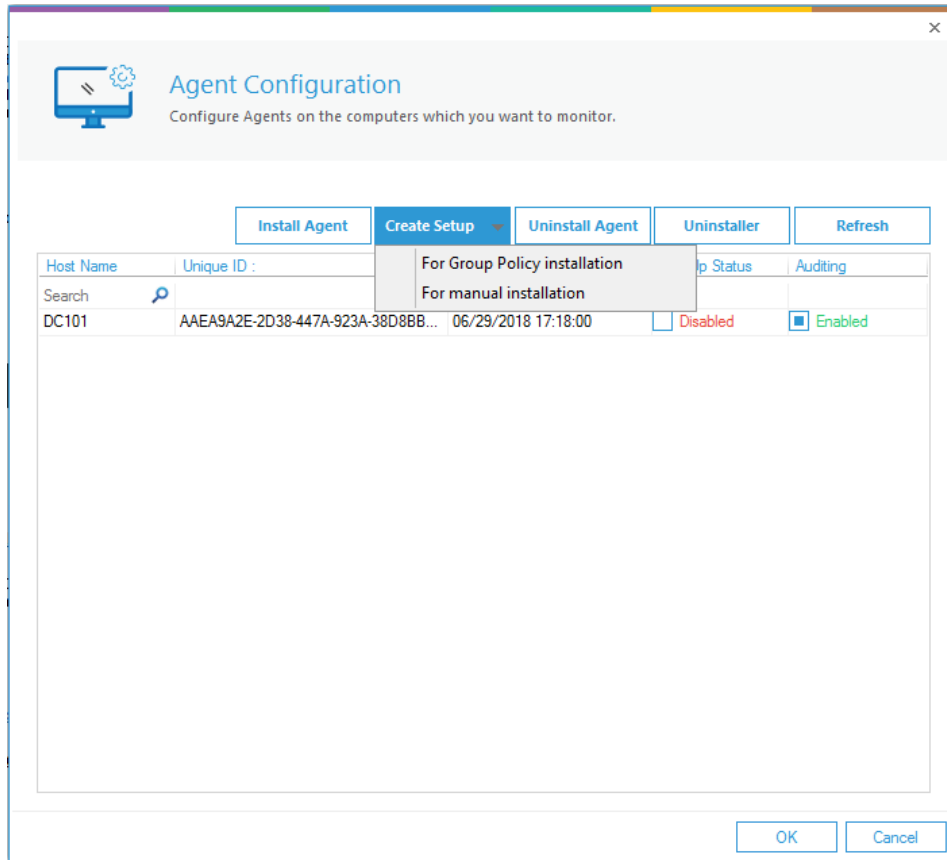 Agent Configuration
Configure Agents on the computers which you want to monitor.
Install Agent Create Setup Uninstall Agent Uninstaller Refresh
For Group Policy installation
For manual installation
Host Name Unique ID : Status Auditing
Search
DC101 AAEA9A2E-2D38-447A-923A-38D8BB... 06/29/2018 17:18:00 Disabled Enabled
OK Cancel